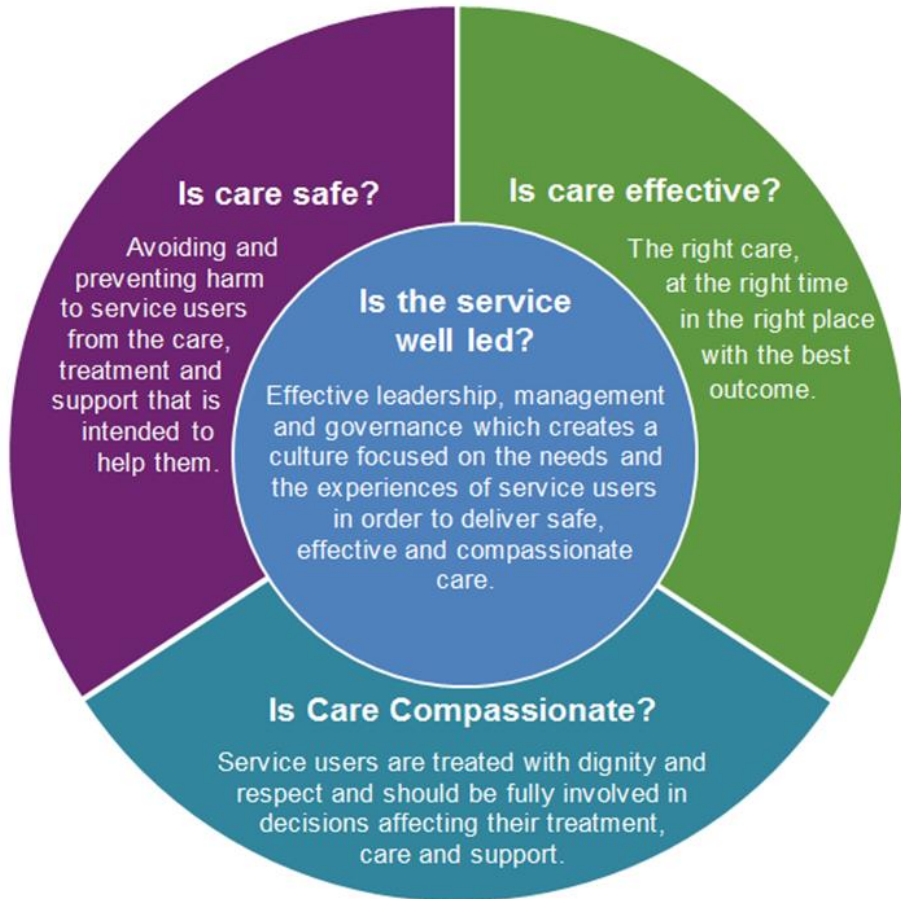 Is care safe?
Avoiding and
preventing harm
to service users
from the care,
treatment and
support that is
intended to
help them.
Is care effective?
The right care,
at the right time
in the right place
with the best
outcome.
Is the service
well led?
Effective leadership, management
and governance which creates a
culture focused on the needs and
the experiences of service users
in order to deliver safe,
effective and compassionate
care.
Is Care Compassionate?
Service users are treated with dignity and
respect and should be fully involved in
decisions affecting their treatment,
care and support.